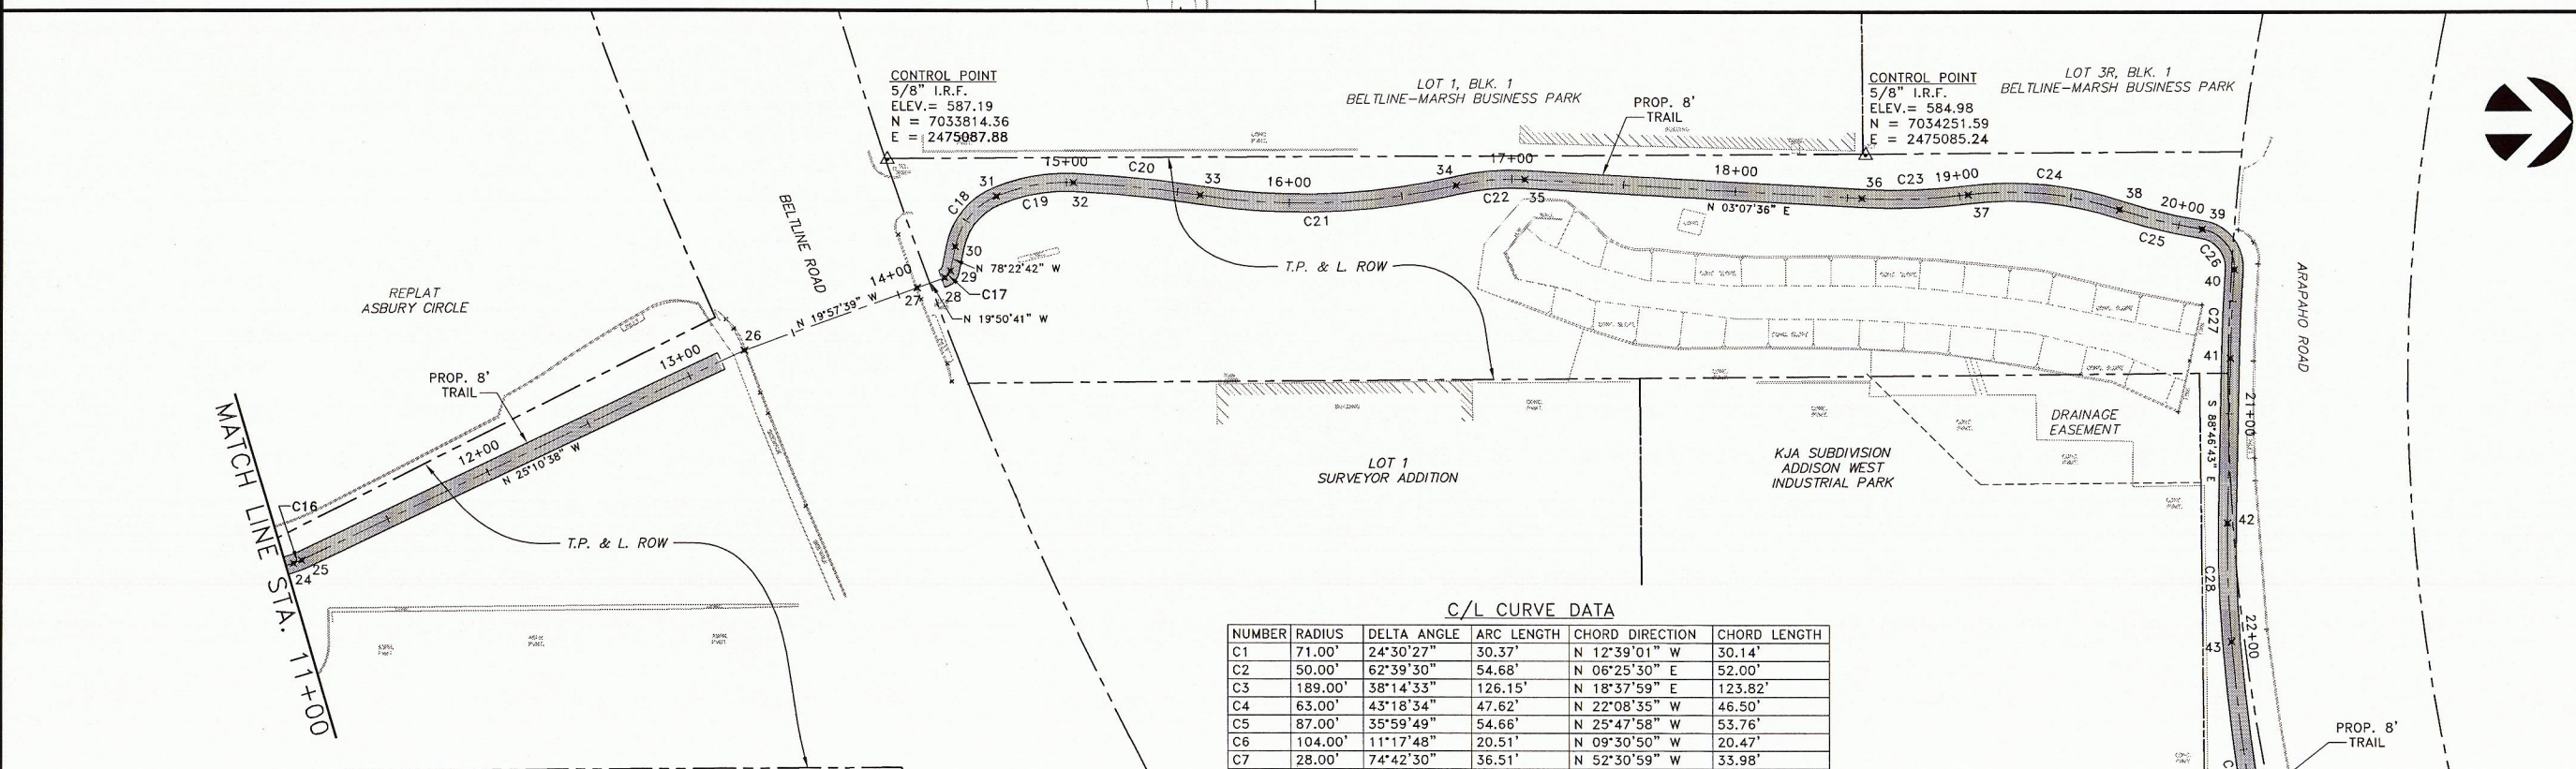 CONTROL POINT
5/8" I.R.F.
ELEV.= 587.19
N = 7033814.36
E = 2475087.88
LOT 1, BLK. 1
BELTLINE-MARSH BUSINESS PARK
PROP. 8'
TRAIL
CONTROL POINT
5/8" I.R.F.
ELEV.= 584.98
N = 7034251.59
E = 2475085.24
LOT 3R, BLK. 1
BELTLINE-MARSH BUSINESS PARK
BUILDING
15+00
C20
33
16+00
34
17+00
18+00
36
C23
19+00
C24
38
20+00
39
31
C18
C19
32
C21
C22
35
N 03°07'36" E
37
C25
C26
40
C27
41
30
N 78°22'42" W
29
C17
28
N 19°50'41" W
14+00
27
N 19°57'39" W
BELTLINE ROAD
T.P. & L. ROW
ARAPAHO ROAD
REPLAT
ASBURY CIRCLE
26
13+00
PROP. 8'
TRAIL
12+00
N 25°10'38" W
C16
24
25
MATCH LINE STA. 11+00
T.P. & L. ROW
BUILDING
LOT 1
SURVEYOR ADDITION
KJA SUBDIVISION
ADDISON WEST
INDUSTRIAL PARK
DRAINAGE
EASEMENT
S 88°46'43" E
21+00
42
C28
43
22+00
PROP. 8'
TRAIL
C/L CURVE DATA
NUMBER RADIUS DELTA ANGLE ARC LENGTH CHORD DIRECTION CHORD LENGTH
C1 71.00' 24°30'27" 30.37' N 12°39'01" W 30.14'
C2 50.00' 62°39'30" 54.68' N 06°25'30" E 52.00'
C3 189.00' 38°14'33" 126.15' N 18°37'59" E 123.82'
C4 63.00' 43°18'34" 47.62' N 22°08'35" W 46.50'
C5 87.00' 35°59'49" 54.66' N 25°47'58" W 53.76'
C6 104.00' 11°17'48" 20.51' N 09°30'50" W 20.47'
C7 28.00' 74°42'30" 36.51' N 52°30'59" W 33.98'